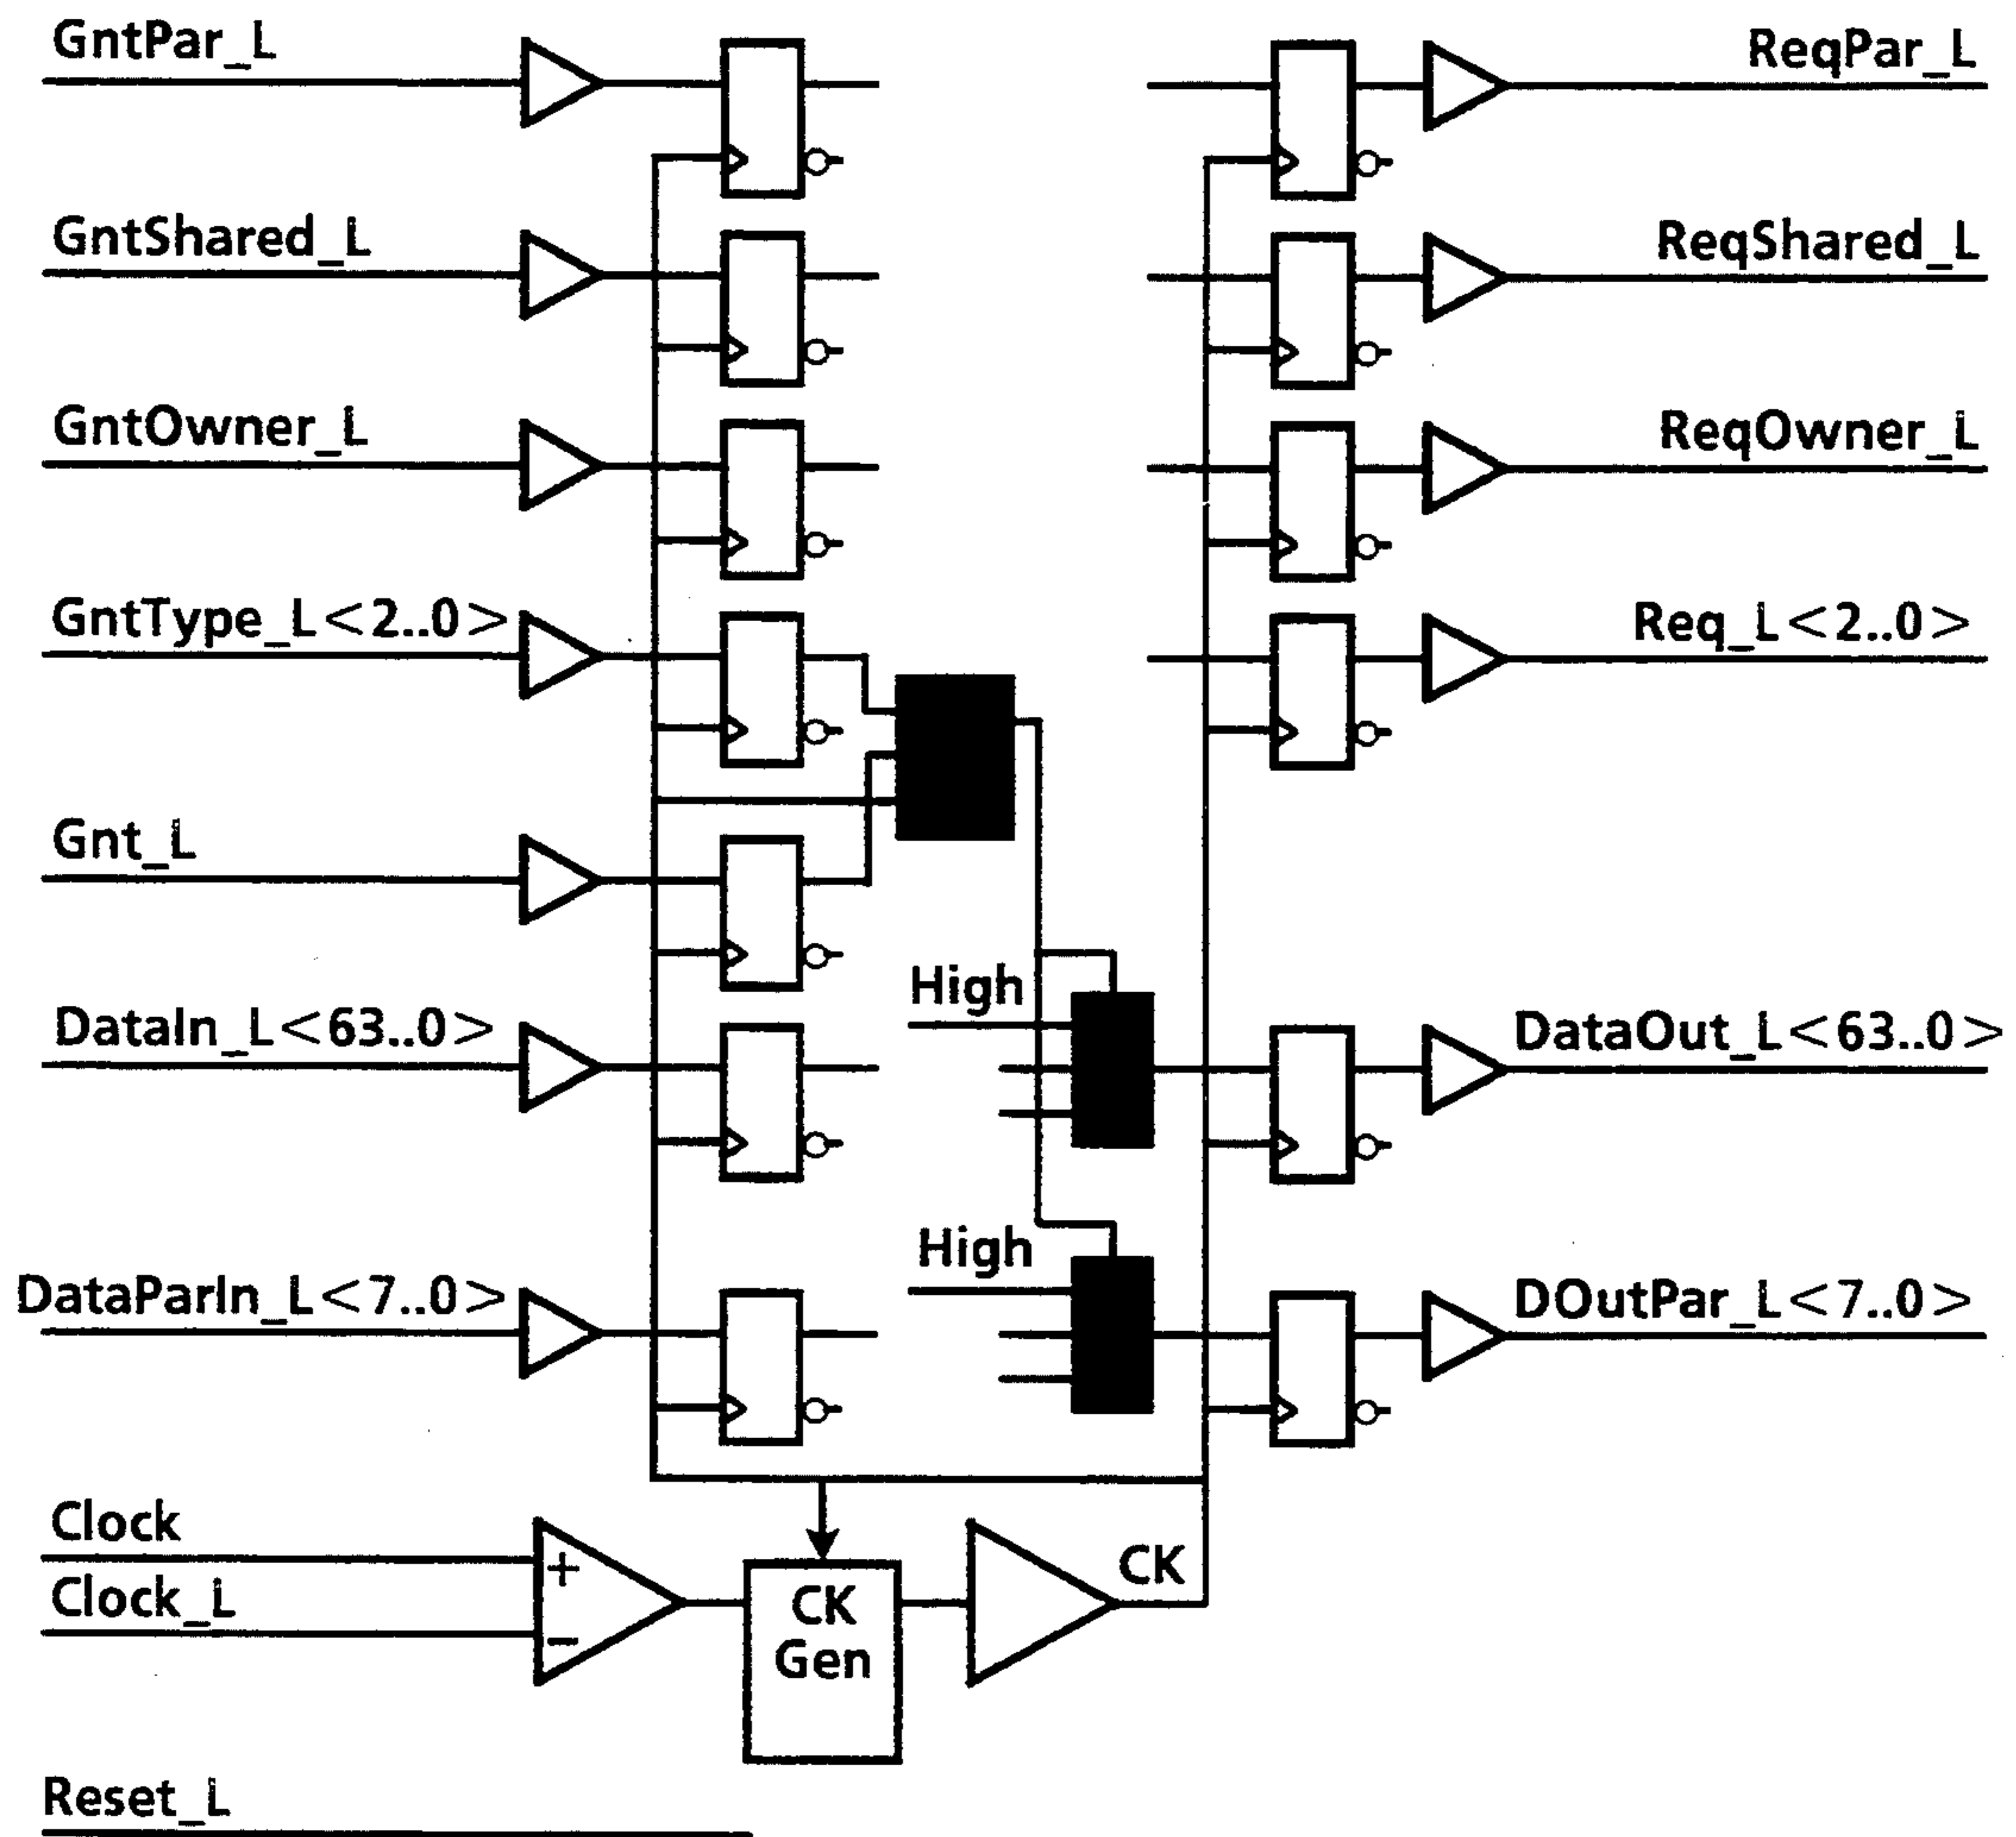 GntPar_L
ReqPar_L
GntShared_L
ReqShared_L
GntOwner_L
ReqOwner_L
GntType_L<2..0>
Req_L<2..0>
Gnt_L
High
DataIn_L<63..0>
DataOut_L<63..0>
High
DataParIn_L<7..0>
DOutPar_L<7..0>
Clock
+
CK
Clock_L
-
CK
Gen
Reset_L